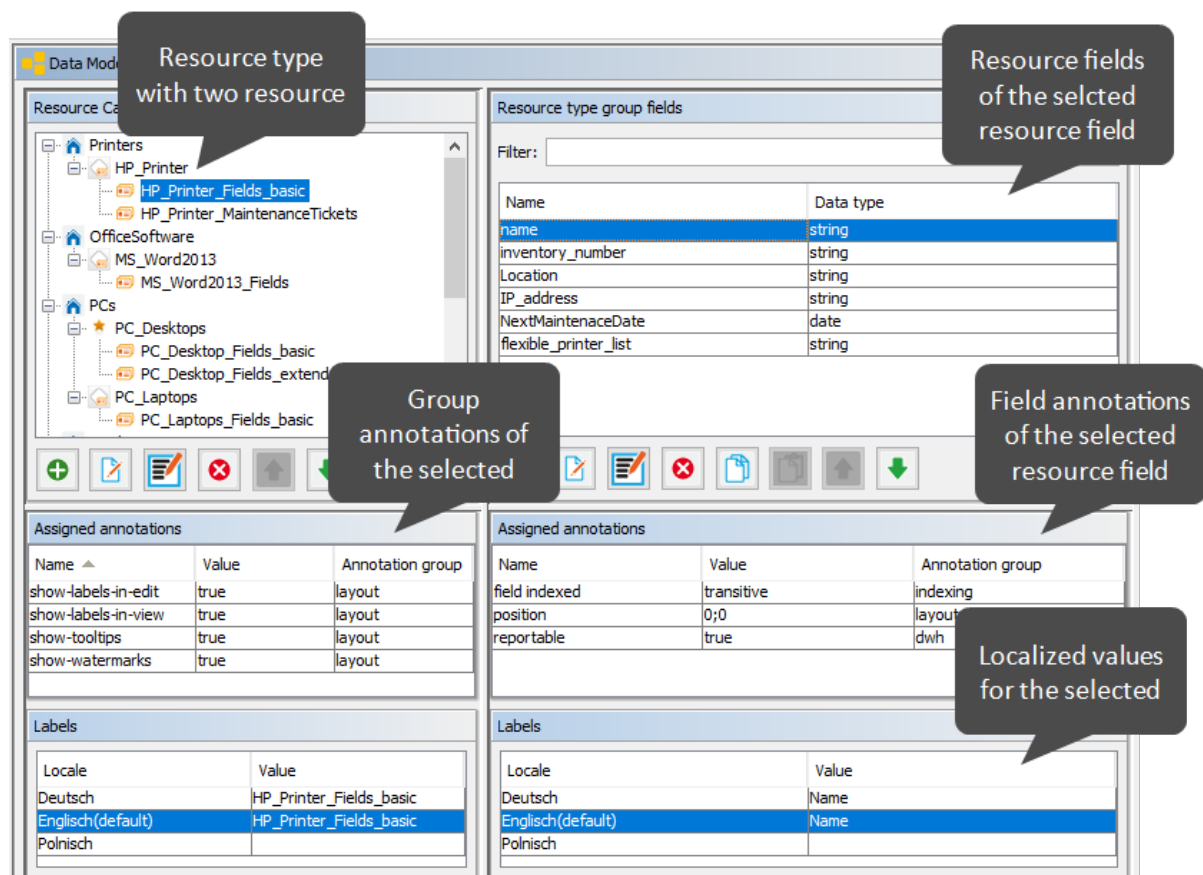 Resource type
with two resource
Resource fields
of the selcted
resource field
Data Mode
Resource Ca
Resource type group fields
Printers
HP_Printer
HP_Printer_Fields_basic
HP_Printer_MaintenanceTickets
OfficeSoftware
MS_Word2013
MS_Word2013_Fields
PCs
PC_Desktops
PC_Desktop_Fields_basic
PC_Desktop_Fields_extend
PC_Laptops
PC_Laptops_Fields_basic
Filter:
Name Data type
name string
inventory_number string
Location string
IP_address string
NextMaintenaceDate date
flexible_printer_list string
Group
annotations of
the selected
Field annotations
of the selected
resource field
Assigned annotations
Name Value Annotation group
show-labels-in-edit true layout
show-labels-in-view true layout
show-tooltips true layout
show-watermarks true layout
Assigned annotations
Name Value Annotation group
field indexed transitive indexing
position 0;0 layout
reportable true dwh
Localized values
for the selected
Labels
Locale Value
Deutsch HP_Printer_Fields_basic
Englisch(default) HP_Printer_Fields_basic
Polnisch
Labels
Locale Value
Deutsch Name
Englisch(default) Name
Polnisch